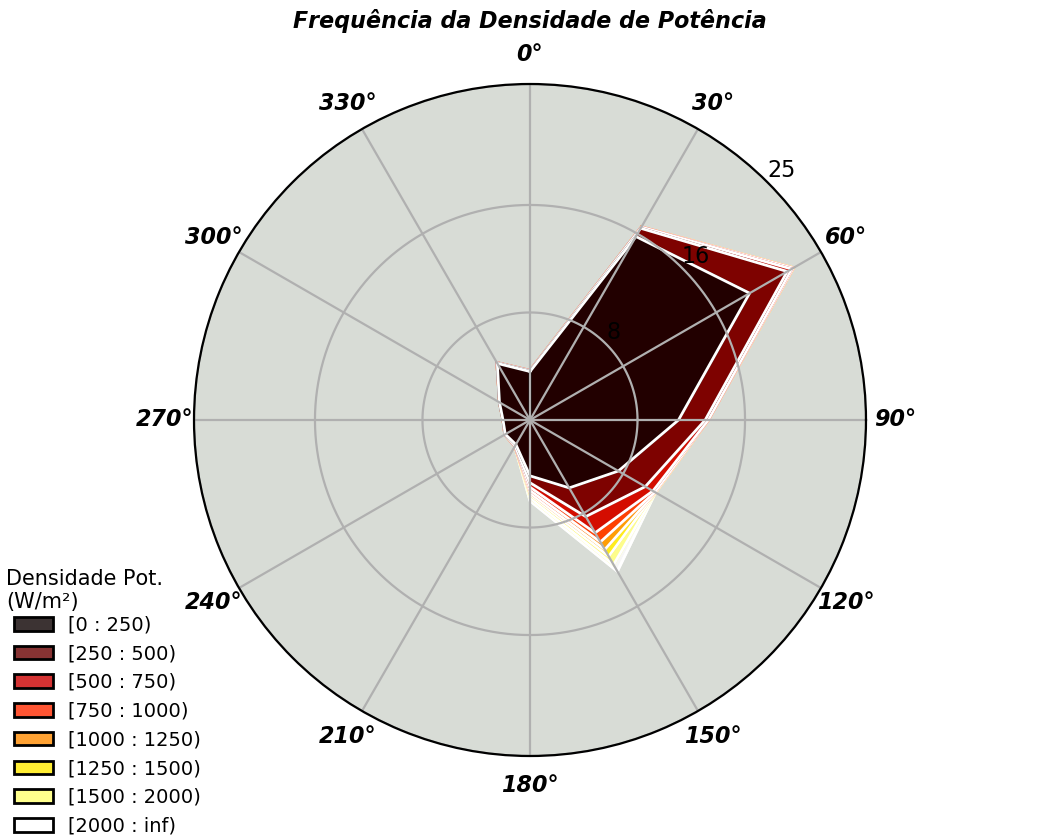 Frequência da Densidade de Potência
0°
330°
30°
25
300°
60°
16
8
270°
90°
240°
120°
210°
150°
180°
Densidade Pot.
(W/m²)
[0 : 250)
[250 : 500)
[500 : 750)
[750 : 1000)
[1000 : 1250)
[1250 : 1500)
[1500 : 2000)
[2000 : inf)